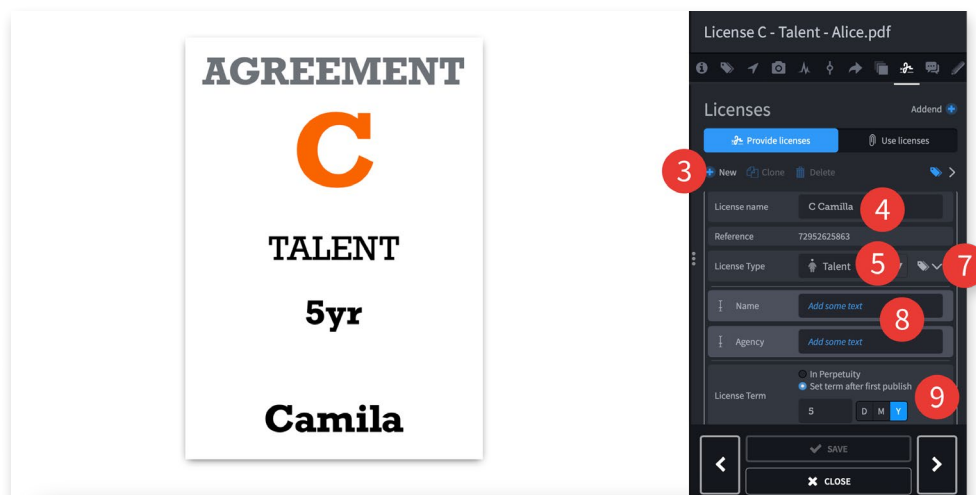 AGREEMENT
C
TALENT
5yr
Camila
License C - Talent - Alice.pdf
Licenses
Addend
Provide licenses
Use licenses
3
New
Clone
Delete
License name
C Camilla
4
Reference
72952625863
License Type
Talent
5
7
Name
Add some text
8
Agency
Add some text
In Perpetuity
Set term after first publish
License Term
9
5
D M Y
SAVE
CLOSE